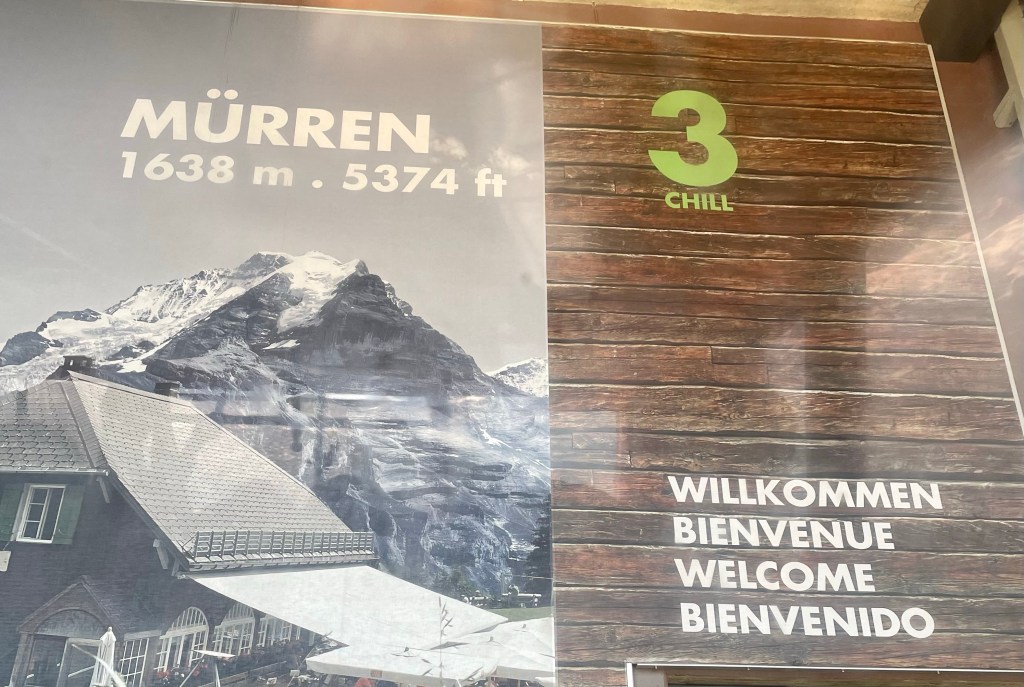 MÜRREN
1638 m . 5374 ft
3
CHILL
WILLKOMMEN
BIENVENUE
WELCOME
BIENVENIDO